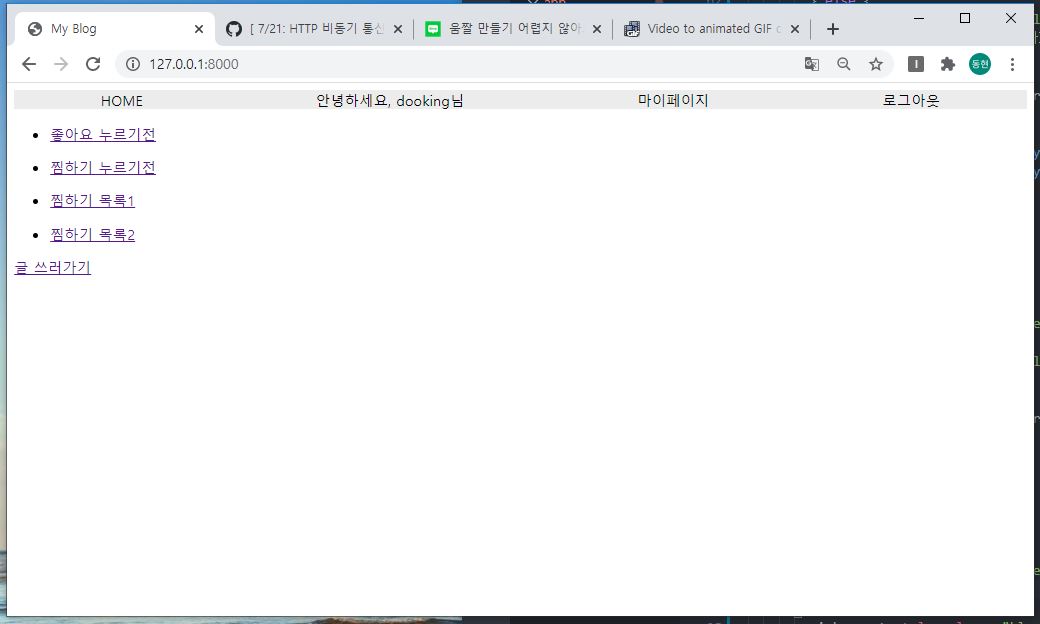 My Blog
[ 7/21: HTTP 비동기 통신
움짤 만들기 어렵지 않아
Video to animated GIF c
127.0.0.1:8000
동현
HOME 안녕하세요, dooking님 마이페이지 로그아웃
좋아요 누르기전
찜하기 누르기전
찜하기 목록1
찜하기 목록2
글 쓰러가기